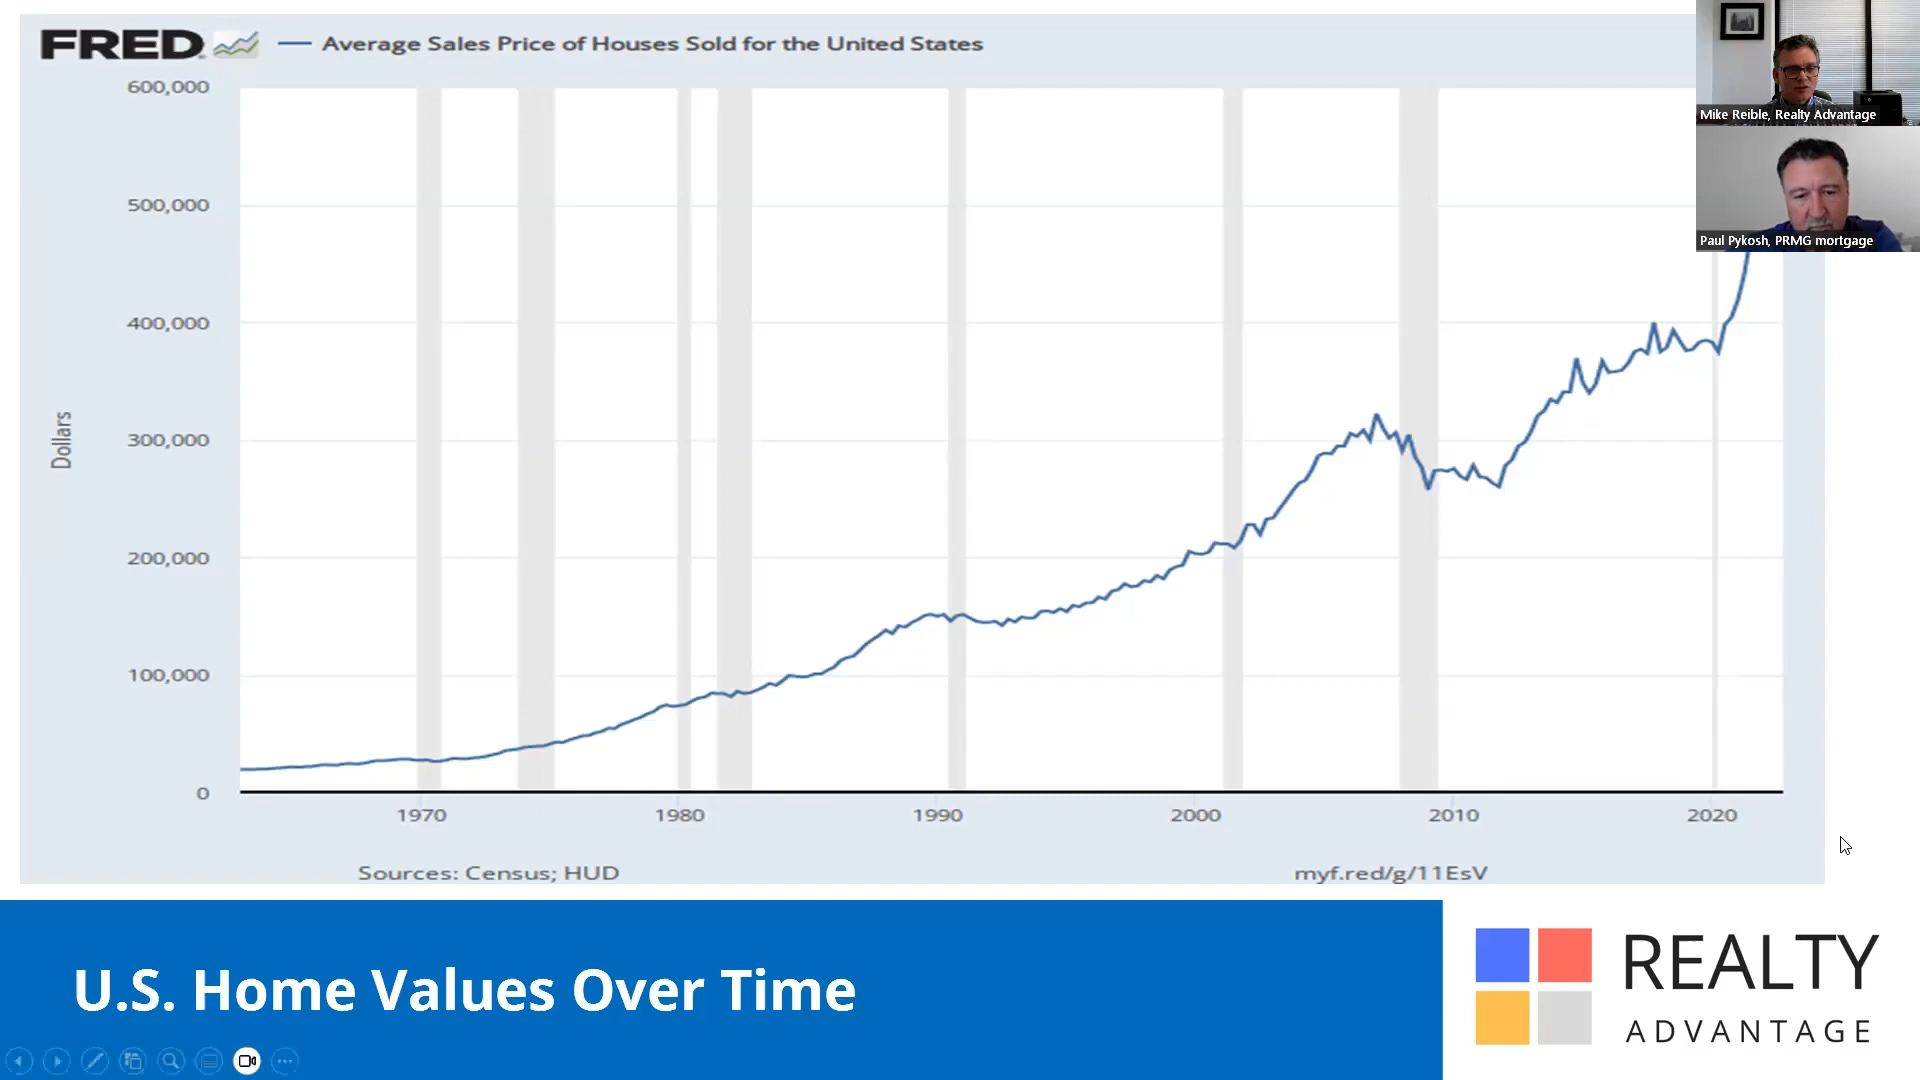 FRED
Average Sales Price of Houses Sold for the United States
Mike Reible, Realty Advantage
Paul Pykosh, PRMG mortgage
600,000
500,000
400,000
300,000
200,000
100,000
0
Dollars
1970 1980 1990 2000 2010 2020
Sources: Census; HUD
myf.red/g/11EsV
U.S. Home Values Over Time
REALTY
ADVANTAGE